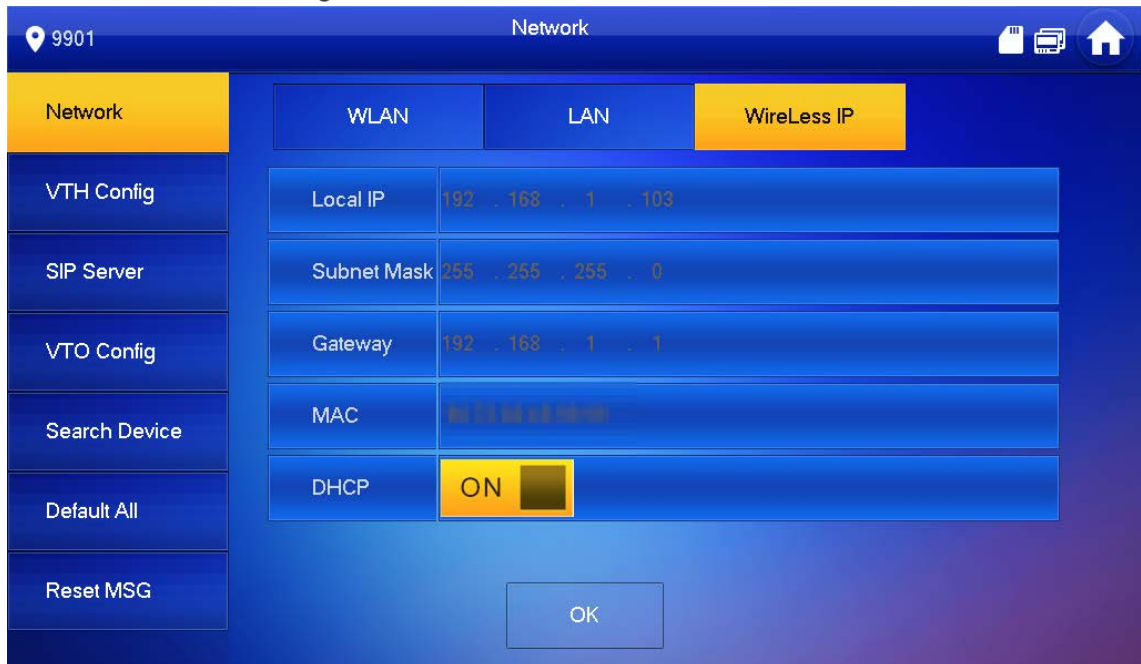 9901
Network
Network
WLAN
LAN
WireLess IP
VTH Config
Local IP
192 . 168 . 1 . 103
SIP Server
Subnet Mask
255 . 255 . 255 . 0
VTO Config
Gateway
192 . 168 . 1 . 1
Search Device
MAC
Default All
DHCP
ON
Reset MSG
OK